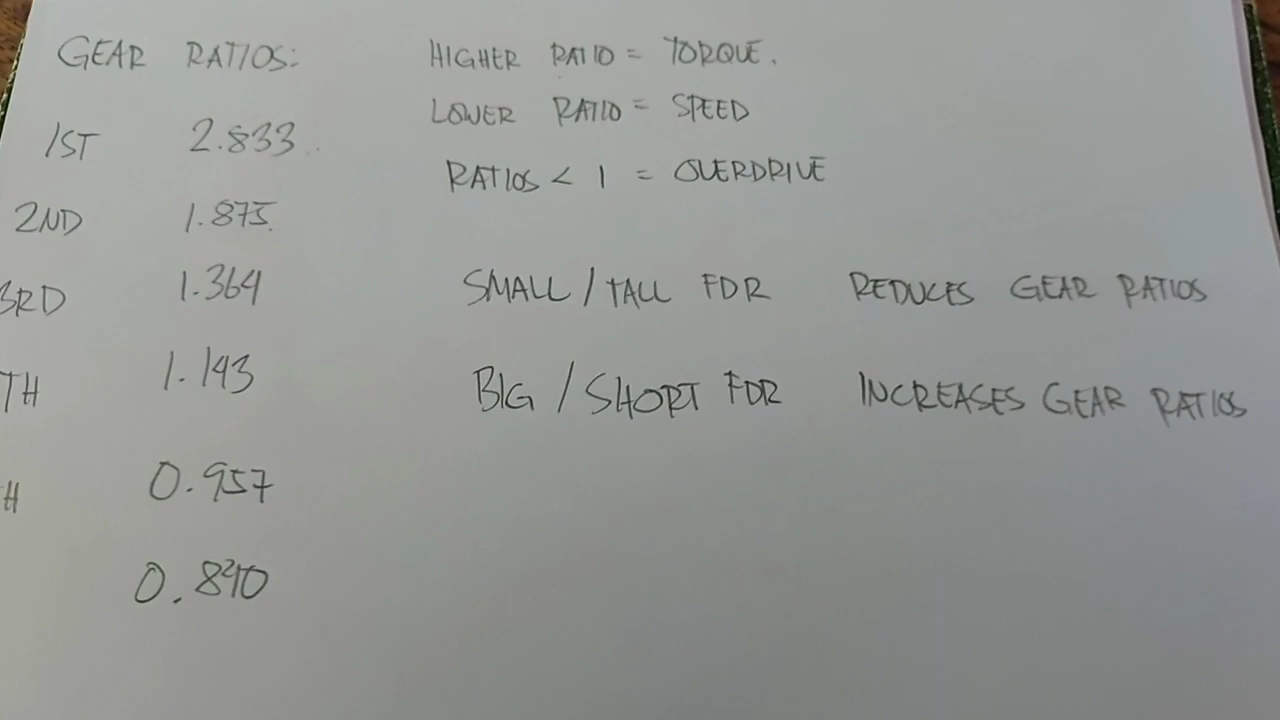 GEAR RATIOS:
1ST 2.833
2ND 1.875
3RD 1.364
TH 1.143
H 0.957
0.840
HIGHER RATIO = TORQUE.
LOWER RATIO = SPEED
RATIOS < 1 = OVERDRIVE
SMALL / TALL FDR REDUCES GEAR RATIOS
BIG / SHORT FDR INCREASES GEAR RATIOS